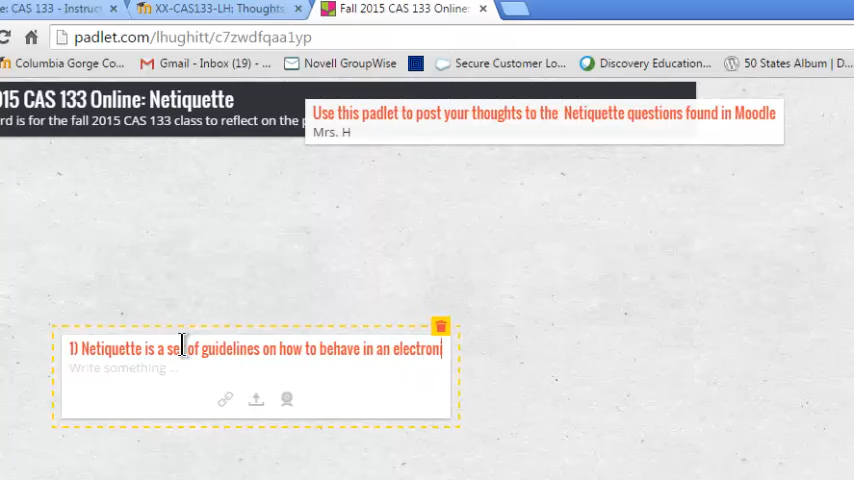 e: CAS 133 - Instruct
XX-CAS133-LH: Thoughts
Fall 2015 CAS 133 Online:
padlet.com/lhughitt/c7zwdfqaa1yp
Columbia Gorge Co...
Gmail - Inbox (19) - ...
Novell GroupWise
Secure Customer Lo...
Discovery Education...
50 States Album | D...
015 CAS 133 Online: Netiquette
rd is for the fall 2015 CAS 133 class to reflect on the p
Use this padlet to post your thoughts to the Netiquette questions found in Moodle
Mrs. H
1) Netiquette is a set of guidelines on how to behave in an electroni
Write something ...